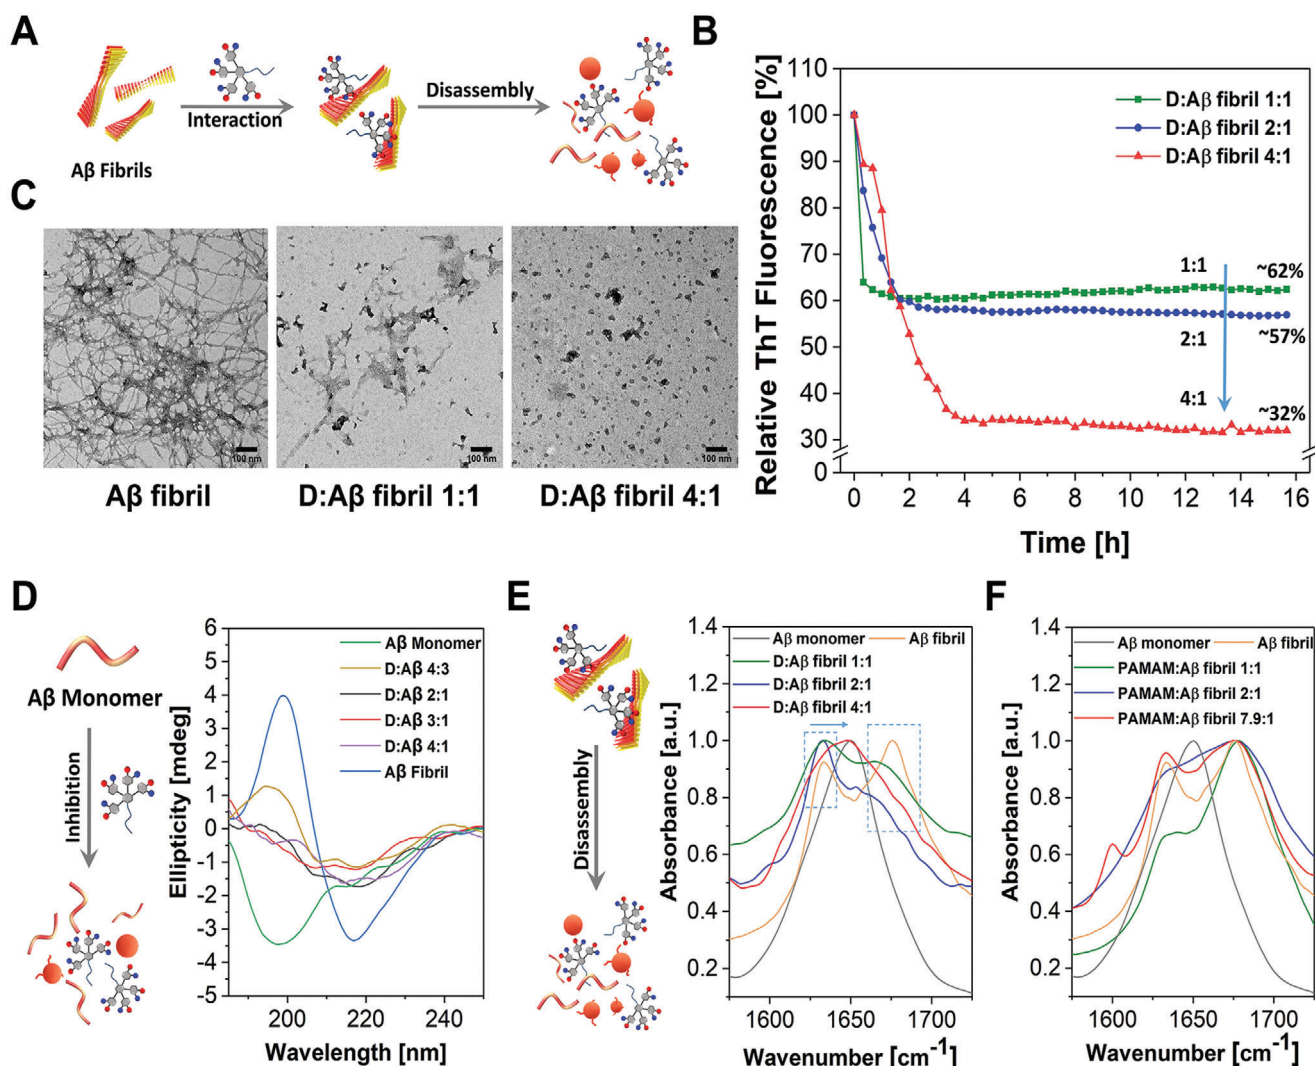 A
Interaction
Disassembly
Aβ Fibrils
B
Relative ThT Fluorescence [%]
110
100
90
80
70
60
50
40
30
0
D:Aβ fibril 1:1
D:Aβ fibril 2:1
D:Aβ fibril 4:1
1:1
~62%
2:1
~57%
4:1
~32%
0 2 4 6 8 10 12 14 16
Time [h]
C
100 nm
100 nm
100 nm
Aβ fibril
D:Aβ fibril 1:1
D:Aβ fibril 4:1
D
Aβ Monomer
Inhibition
Ellipticity [mdeg]
6
5
4
3
2
1
0
-1
-2
-3
-4
-5
Aβ Monomer
D:Aβ 4:3
D:Aβ 2:1
D:Aβ 3:1
D:Aβ 4:1
Aβ Fibril
200 220 240
Wavelength [nm]
E
Disassembly
Absorbance [a.u.]
1.4
1.2
1.0
0.8
0.6
0.4
0.2
Aβ monomer
Aβ fibril
D:Aβ fibril 1:1
D:Aβ fibril 2:1
D:Aβ fibril 4:1
1600 1650 1700
Wavenumber [cm⁻¹]
F
Absorbance [a.u.]
1.4
1.2
1.0
0.8
0.6
0.4
0.2
Aβ monomer
Aβ fibril
PAMAM:Aβ fibril 1:1
PAMAM:Aβ fibril 2:1
PAMAM:Aβ fibril 7.9:1
1600 1650 1700
Wavenumber [cm⁻¹]